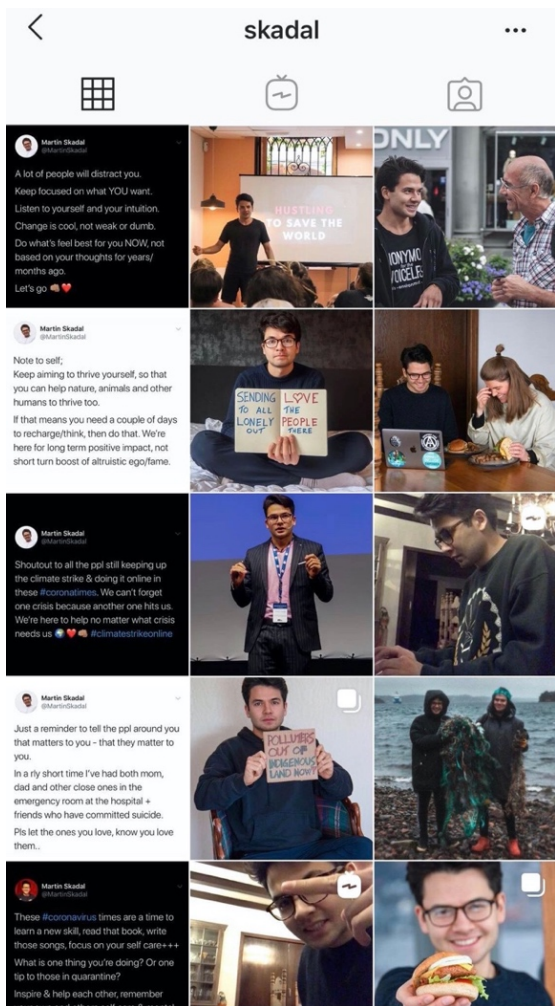 skadal
Martin Skadal
@MartinSkadal
A lot of people will distract you.
Keep focused on what YOU want.
Listen to yourself and your intuition.
Change is cool, not weak or dumb.
Do what's feel best for you NOW, not
based on your thoughts for years/
months ago.
Let's go 👊🏼❤️
HUSTLING
TO SAVE THE
WORLD
ONLY
VOICELESS
Martin Skadal
@MartinSkadal
Note to self;
Keep aiming to thrive yourself, so that
you can help nature, animals and other
humans to thrive too.
If that means you need a couple of days
to recharge/think, then do that. We're
here for long term positive impact, not
short turn boost of altruistic ego/fame.
SENDING LOVE
TO ALL THE
LONELY PEOPLE
OUT THERE
Martin Skadal
@MartinSkadal
Shoutout to all the ppl still keeping up
the climate strike & doing it online in
these #coronatimes. We can't forget
one crisis because another one hits us.
We're here to help no matter what crisis
needs us 🌍❤️👊🏼 #climatestrikeonline
Martin Skadal
@MartinSkadal
Just a reminder to tell the ppl around you
that matters to you - that they matter to
you.
In a rly short time I've had both mom,
dad and other close ones in the
emergency room at the hospital +
friends who have committed suicide.
Pls let the ones you love, know you love
them..
POLLUTERS
OUT OF
INDIGENOUS
LAND NOW!
Martin Skadal
@MartinSkadal
These #coronavirus times are a time to
learn a new skill, read that book, write
those songs, focus on your self care+++
What is one thing you're doing? Or one
tip to those in quarantine?
Inspire & help each other, remember